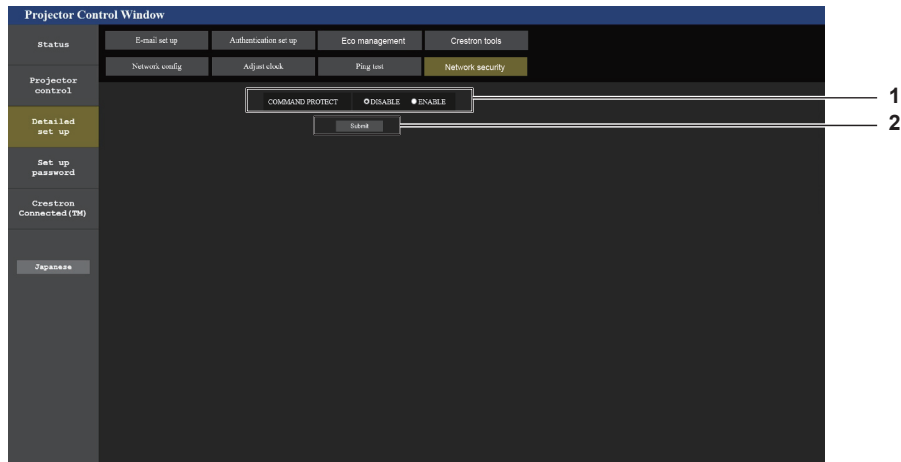 Projector Control Window
Status
E-mail set up
Authentication set up
Eco management
Crestron tools
Network config
Adjust clock
Ping test
Network security
Projector
control
Detailed
set up
Set up
password
Crestron
Connected(TM)
Japanese
COMMAND PROTECT DISABLE ENABLE
1
Submit
2